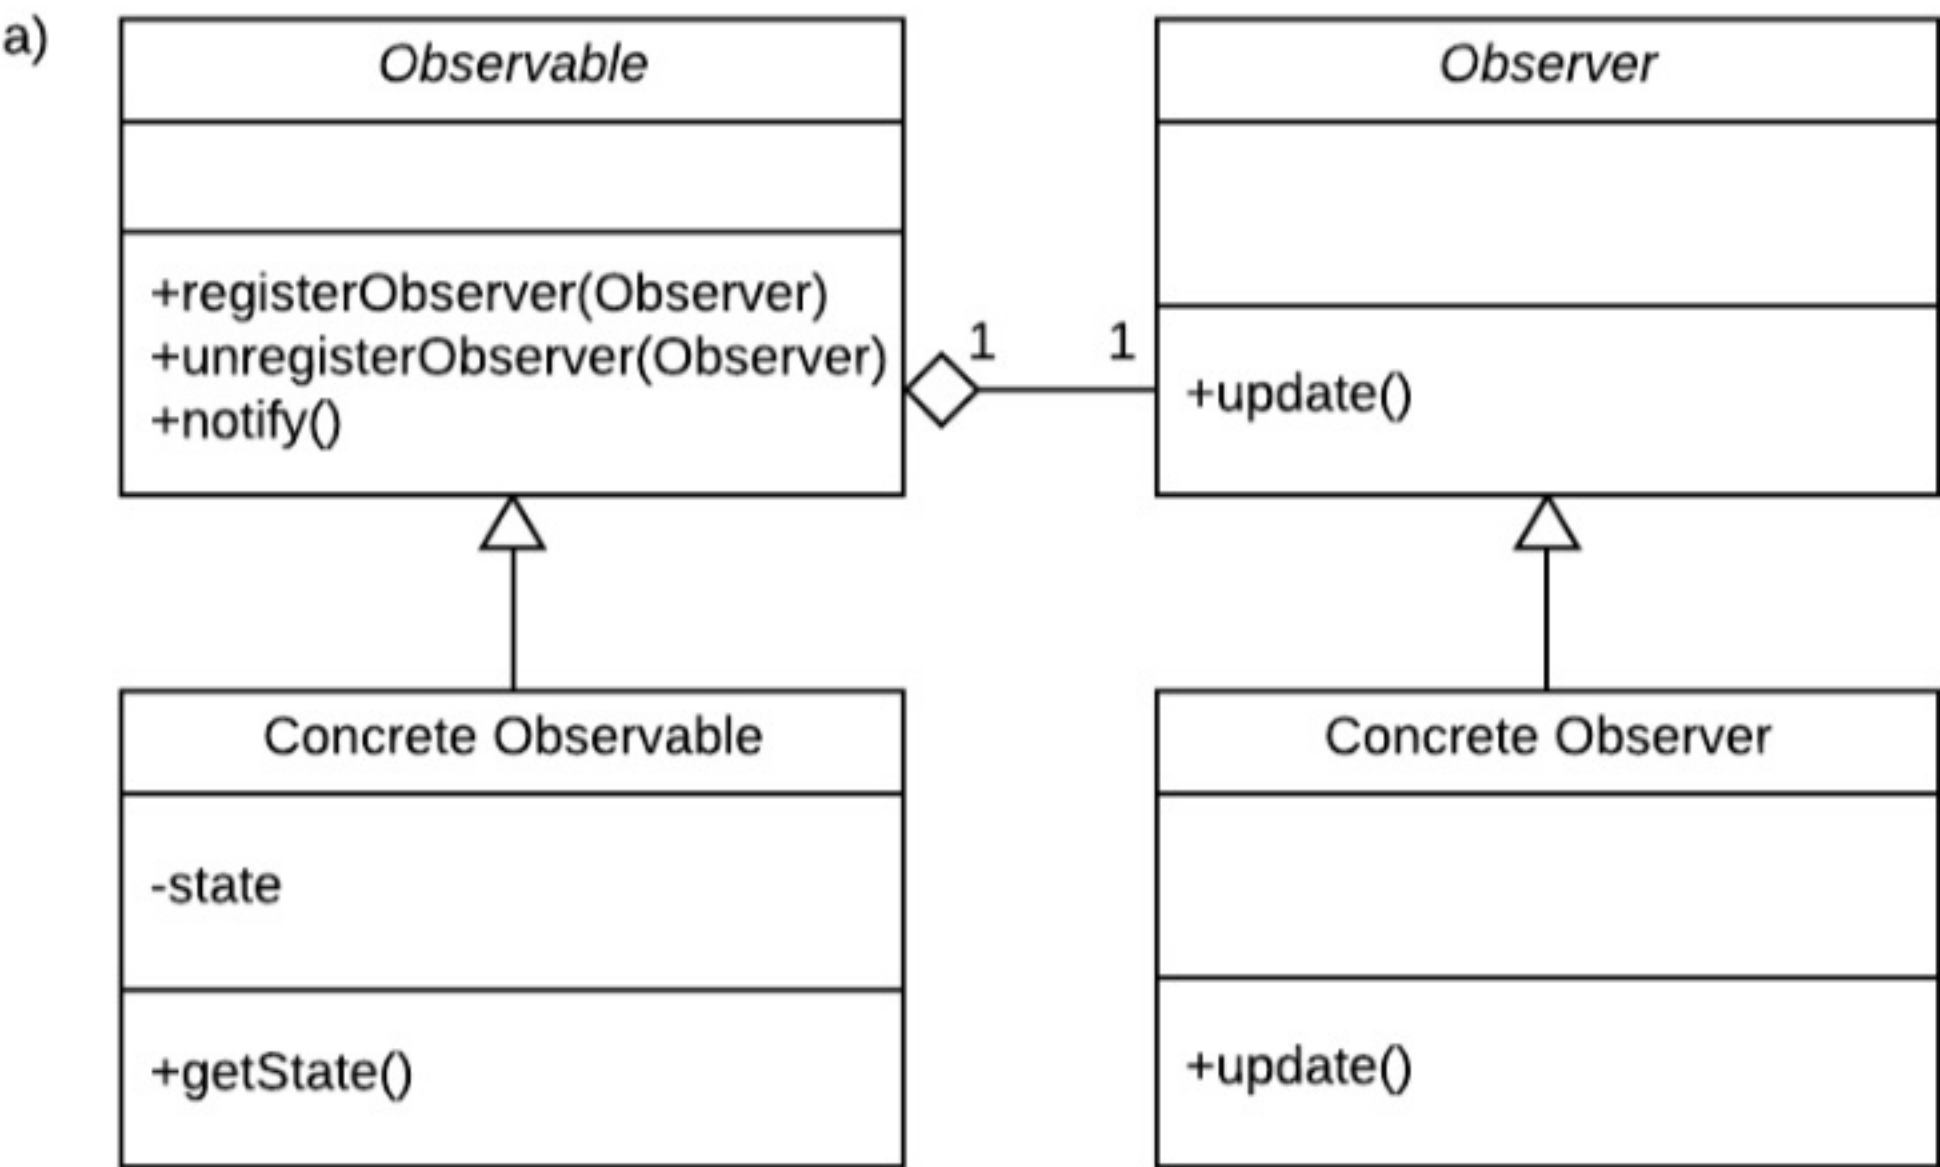 a)
Observable
+registerObserver(Observer)
+unregisterObserver(Observer)
+notify()
1
1
Observer
+update()
Concrete Observable
-state
+getState()
Concrete Observer
+update()